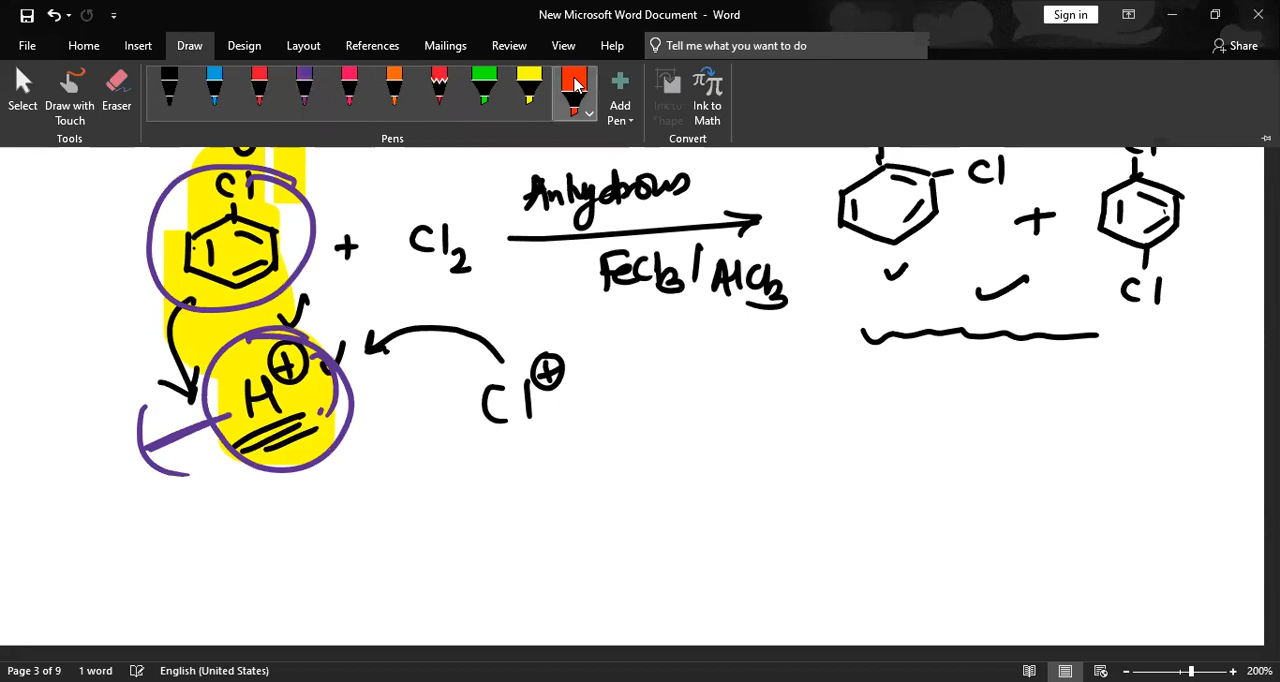 New Microsoft Word Document - Word
Sign in
File Home Insert Draw Design Layout References Mailings Review View Help Tell me what you want to do Share
Select Draw with Touch Eraser Add Pen Ink to Shape Ink to Math
Tools Pens Convert
Cl + Cl2 Anhydrous FeCl3/AlCl3 Cl + Cl
H+ Cl+
Page 3 of 9 1 word English (United States) 200%